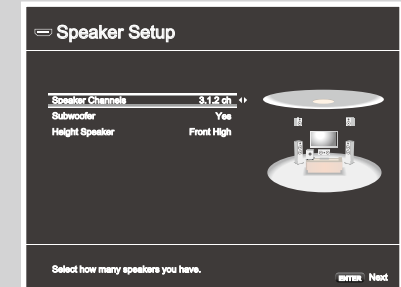 Speaker Setup
Speaker Channels 3.1.2 ch
Subwoofer Yes
Height Speaker Front High
Select how many speakers you have.
ENTER Next